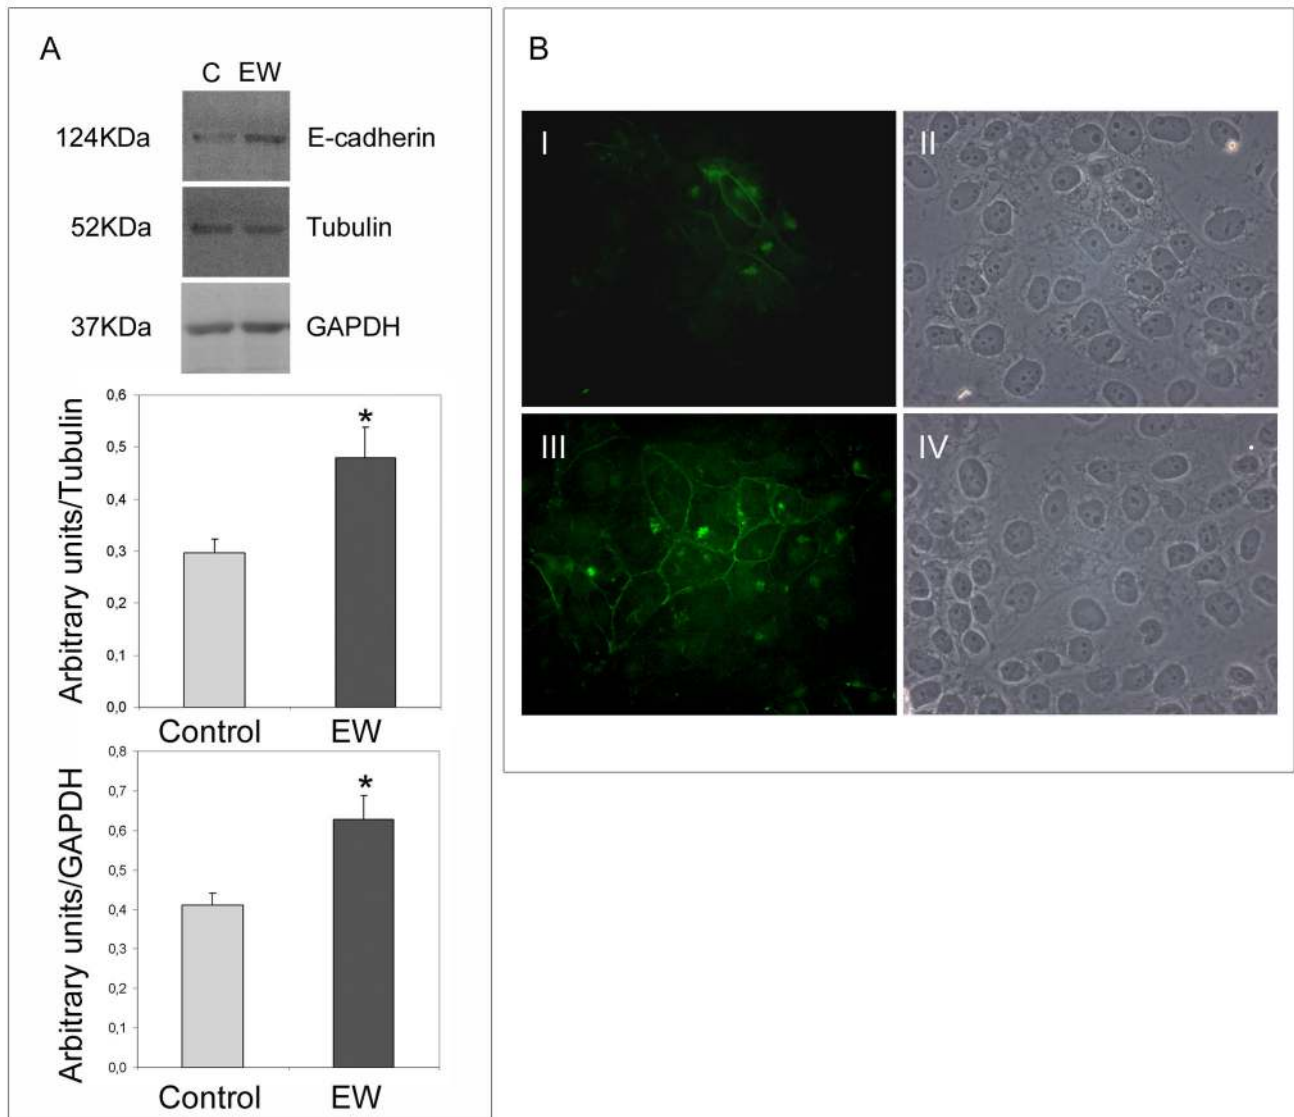 A
C EW
124KDa E-cadherin
52KDa Tubulin
37KDa GAPDH
Arbitrary units/Tubulin
0,6
*
0,5
0,4
0,3
0,2
0,1
0,0
Control EW
Arbitrary units/GAPDH
0,8
*
0,7
0,6
0,5
0,4
0,3
0,2
0,1
0,0
Control EW
B
I II
III IV